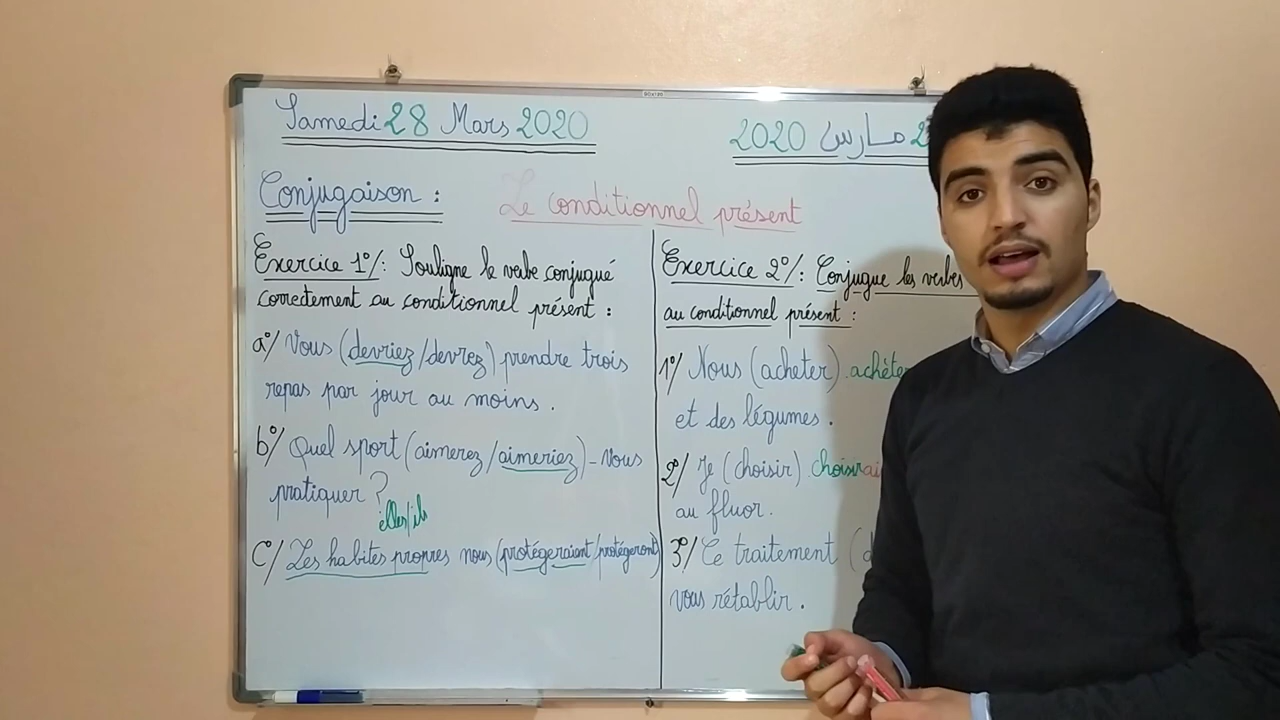 Samedi 28 Mars 2020
مارس 2020
Conjugaison :
Le conditionnel présent
Exercice 1°/: Souligne le verbe conjugué
correctement au conditionnel présent :
a°/ Vous (devriez/devrez) prendre trois
repas par jour au moins.
b°/ Quel sport (aimerez/aimeriez)-vous
pratiquer ?
elles/ils
C°/ Les habites propres nous (protégeraient/protégeront)
Exercice 2°/: Conjugue les verbes
au conditionnel présent :
1°/ Nous (acheter). achèter
et des légumes.
2°/ Je (choisir). choisirai
au fluor.
3°/ Ce traitement (d
vous rétablir.